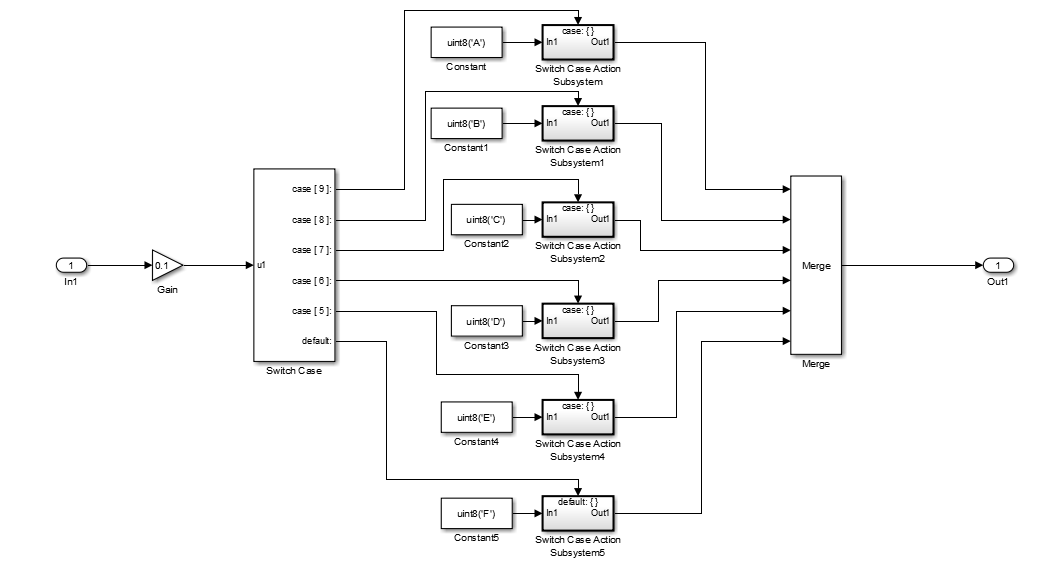 case: { }
uint8('A')
In1
Out1
Constant
Switch Case Action
Subsystem
case: { }
uint8('B')
In1
Out1
Constant1
Switch Case Action
Subsystem1
case [ 9 ]:
case [ 8 ]:
case [ 7 ]:
case [ 6 ]:
case [ 5 ]:
default:
u1
Switch Case
1
In1
0.1
Gain
case: { }
uint8('C')
In1
Out1
Constant2
Switch Case Action
Subsystem2
case: { }
uint8('D')
In1
Out1
Constant3
Switch Case Action
Subsystem3
case: { }
uint8('E')
In1
Out1
Constant4
Switch Case Action
Subsystem4
default: { }
uint8('F')
In1
Out1
Constant5
Switch Case Action
Subsystem5
Merge
Merge
1
Out1